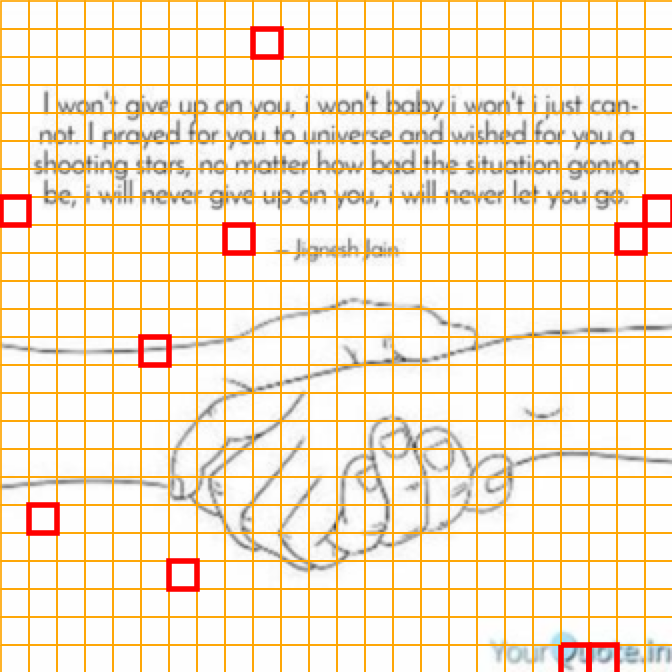 I won't give up on you, i won't baby i won't i just can-
not. I prayed for you to universe and wished for you a
shooting stars, no matter how bad the situation gonna
be, i will never give up on you, i will never let you go.
-- Jignesh Jain
YourQuote.in